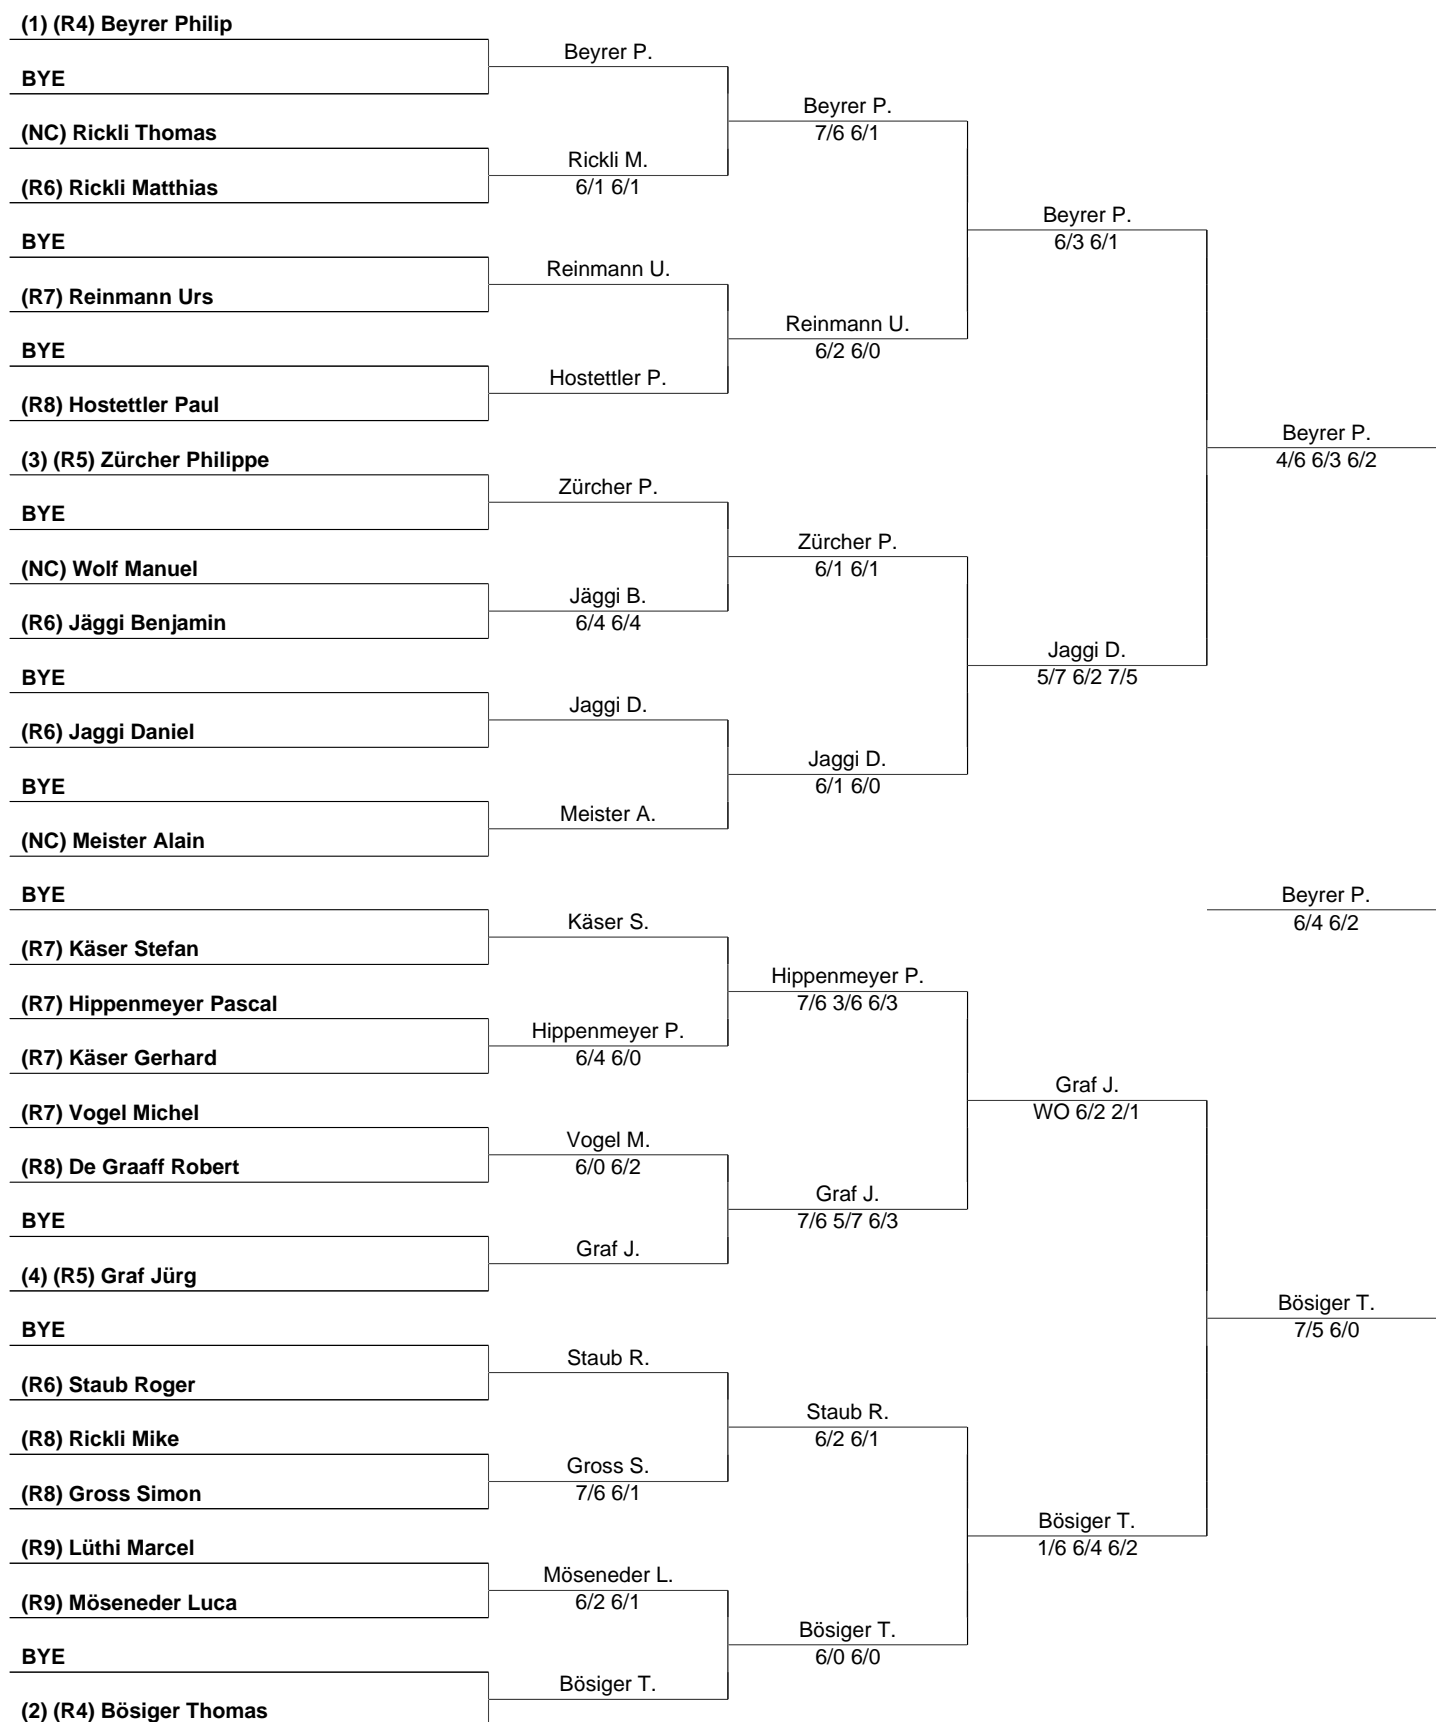 (1) (R4) Beyrer Philip
BYE
(NC) Rickli Thomas
(R6) Rickli Matthias
BYE
(R7) Reinmann Urs
BYE
(R8) Hostettler Paul
(3) (R5) Zürcher Philippe
BYE
(NC) Wolf Manuel
(R6) Jäggi Benjamin
BYE
(R6) Jaggi Daniel
BYE
(NC) Meister Alain
BYE
(R7) Käser Stefan
(R7) Hippenmeyer Pascal
(R7) Käser Gerhard
(R7) Vogel Michel
(R8) De Graaff Robert
BYE
(4) (R5) Graf Jürg
BYE
(R6) Staub Roger
(R8) Rickli Mike
(R8) Gross Simon
(R9) Lüthi Marcel
(R9) Möseneder Luca
BYE
(2) (R4) Bösiger Thomas
Beyrer P.
Rickli M.
6/1 6/1
Reinmann U.
Hostettler P.
Zürcher P.
Jäggi B.
6/4 6/4
Jaggi D.
Meister A.
Käser S.
Hippenmeyer P.
6/4 6/0
Vogel M.
6/0 6/2
Graf J.
Staub R.
Gross S.
7/6 6/1
Möseneder L.
6/2 6/1
Bösiger T.
Beyrer P.
7/6 6/1
Reinmann U.
6/2 6/0
Zürcher P.
6/1 6/1
Jaggi D.
6/1 6/0
Hippenmeyer P.
7/6 3/6 6/3
Graf J.
7/6 5/7 6/3
Staub R.
6/2 6/1
Bösiger T.
6/0 6/0
Beyrer P.
6/3 6/1
Jaggi D.
5/7 6/2 7/5
Graf J.
WO 6/2 2/1
Bösiger T.
1/6 6/4 6/2
Beyrer P.
4/6 6/3 6/2
Beyrer P.
6/4 6/2
Bösiger T.
7/5 6/0